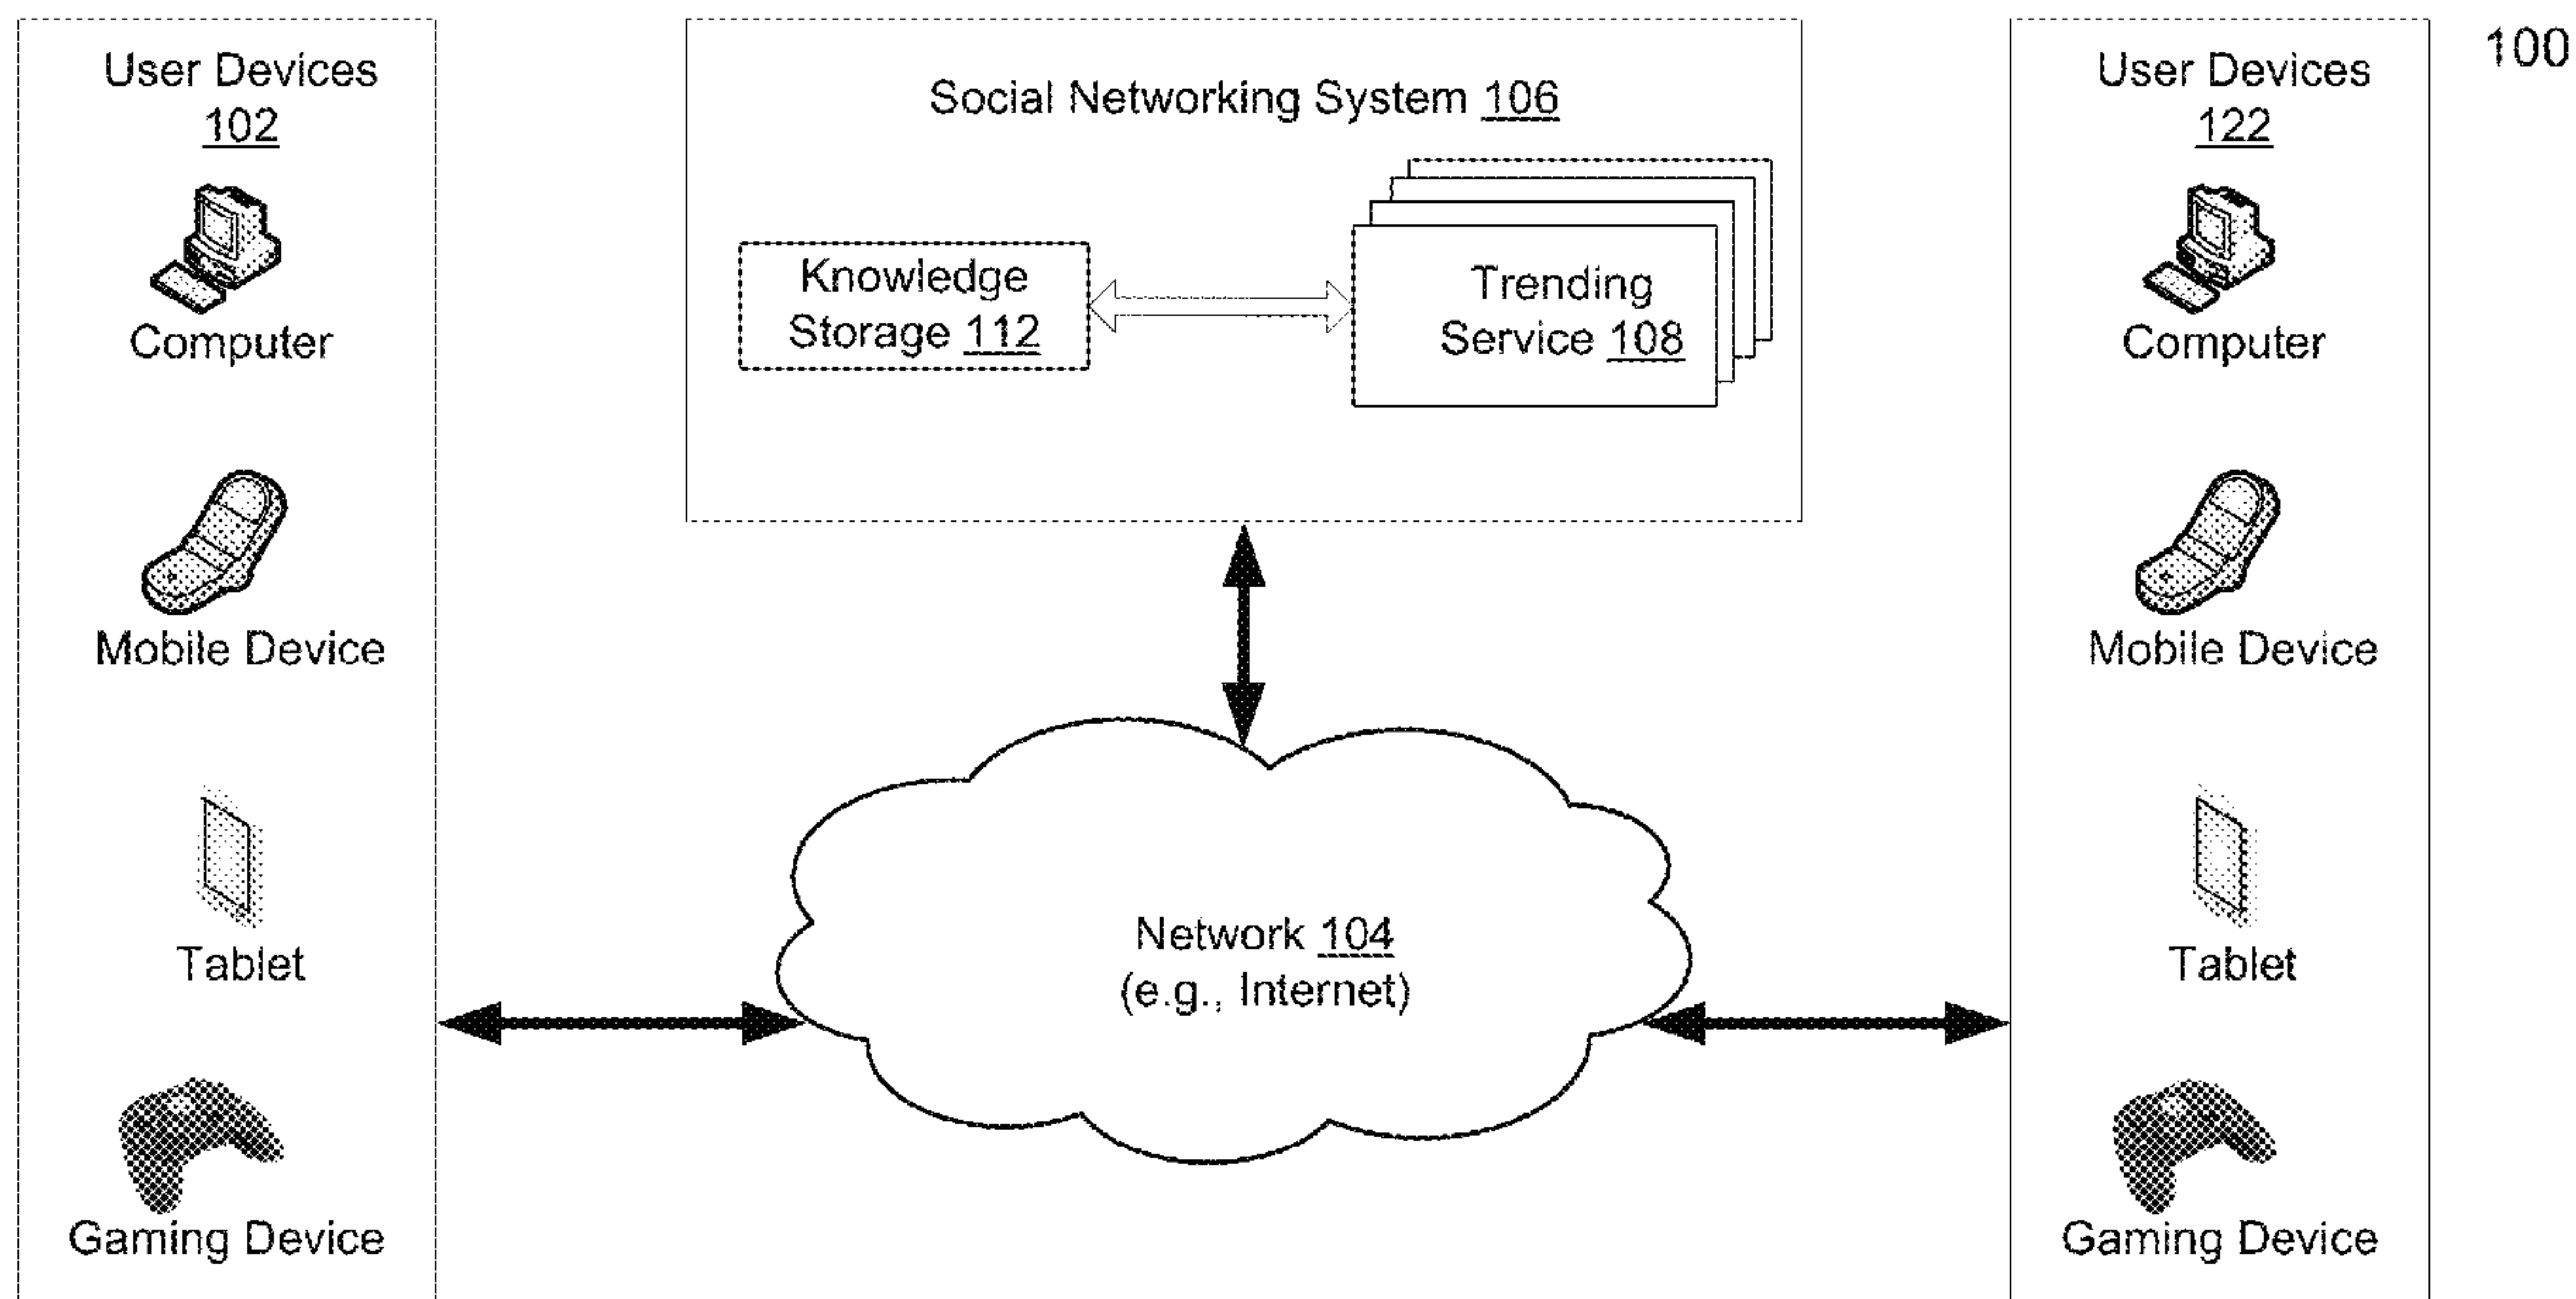 User Devices
102
Computer
Mobile Device
Tablet
Gaming Device
Social Networking System 106
Knowledge
Storage 112
Trending
Service 108
Network 104
(e.g., Internet)
User Devices
122
Computer
Mobile Device
Tablet
Gaming Device
100